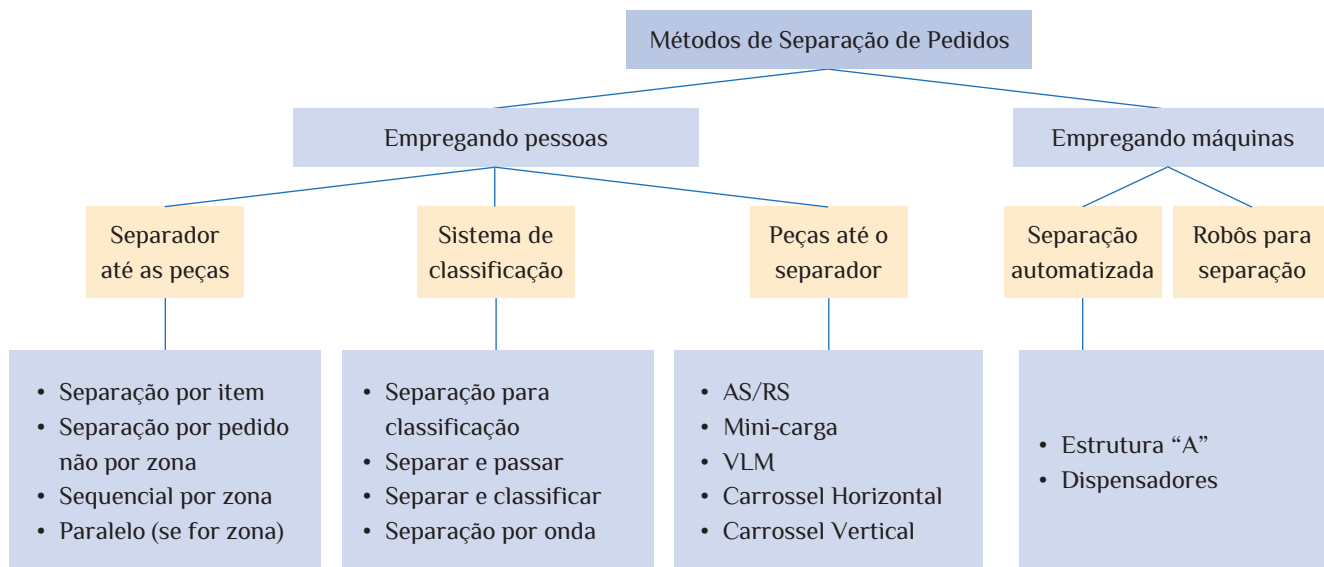 Métodos de Separação de Pedidos
Empregando pessoas
Empregando máquinas
Separador
até as peças
Sistema de
classificação
Peças até o
separador
Separação
automatizada
Robôs para
separação
• Separação por item
• Separação por pedido
não por zona
• Sequencial por zona
• Paralelo (se for zona)
• Separação para
classificação
• Separar e passar
• Separar e classificar
• Separação por onda
• AS/RS
• Mini-carga
• VLM
• Carrossel Horizontal
• Carrossel Vertical
• Estrutura “A”
• Dispensadores